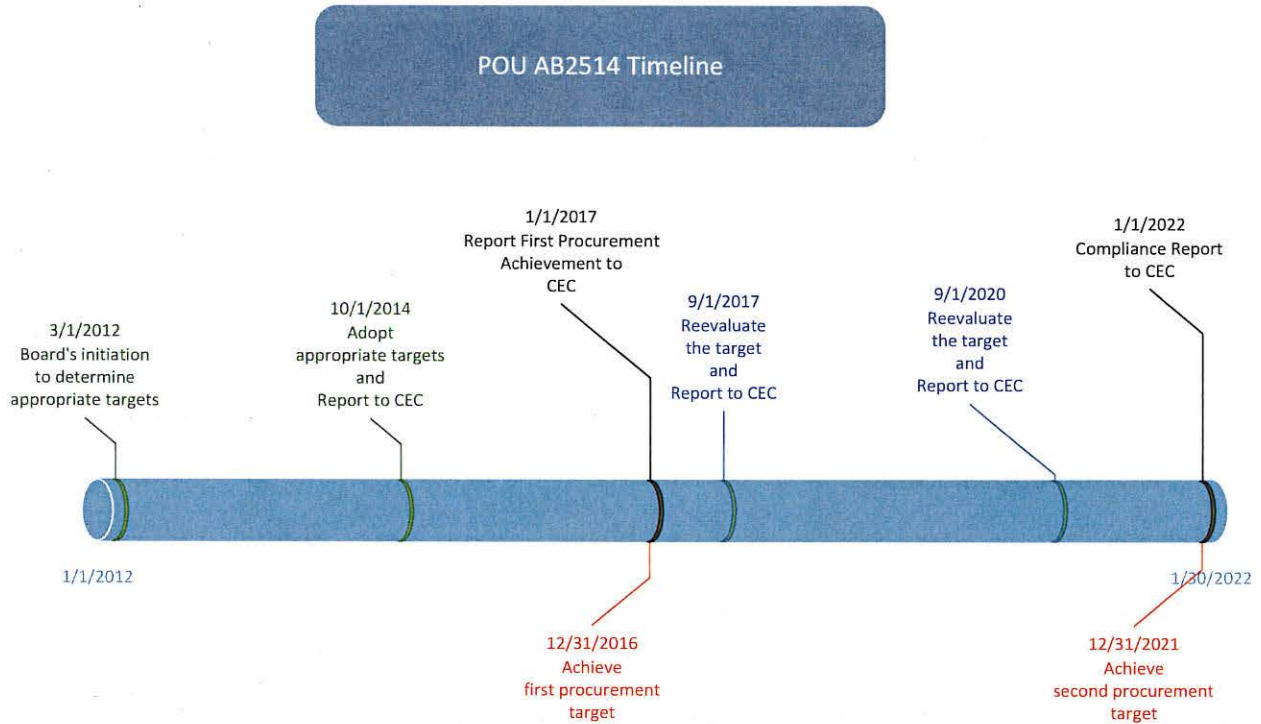 POU AB2514 Timeline
1/1/2017
Report First Procurement
Achievement to
CEC
1/1/2022
Compliance Report
to CEC
3/1/2012
Board's initiation
to determine
appropriate targets
10/1/2014
Adopt
appropriate targets
and
Report to CEC
9/1/2017
Reevaluate
the target
and
Report to CEC
9/1/2020
Reevaluate
the target
and
Report to CEC
1/1/2012
1/30/2022
12/31/2016
Achieve
first procurement
target
12/31/2021
Achieve
second procurement
target